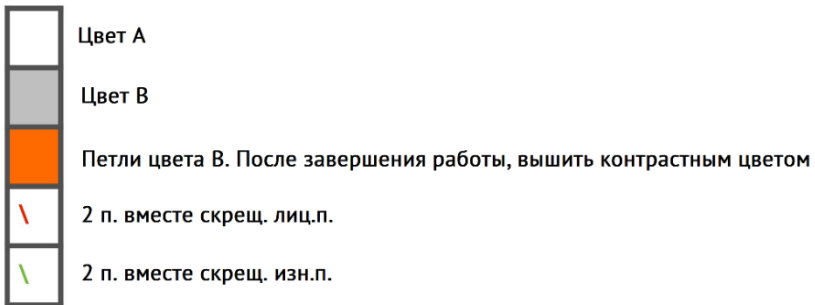 Цвет А
Цвет В
Петли цвета В. После завершения работы, вышить контрастным цветом
\ 2 п. вместе скрещ. лиц.п.
\ 2 п. вместе скрещ. изн.п.